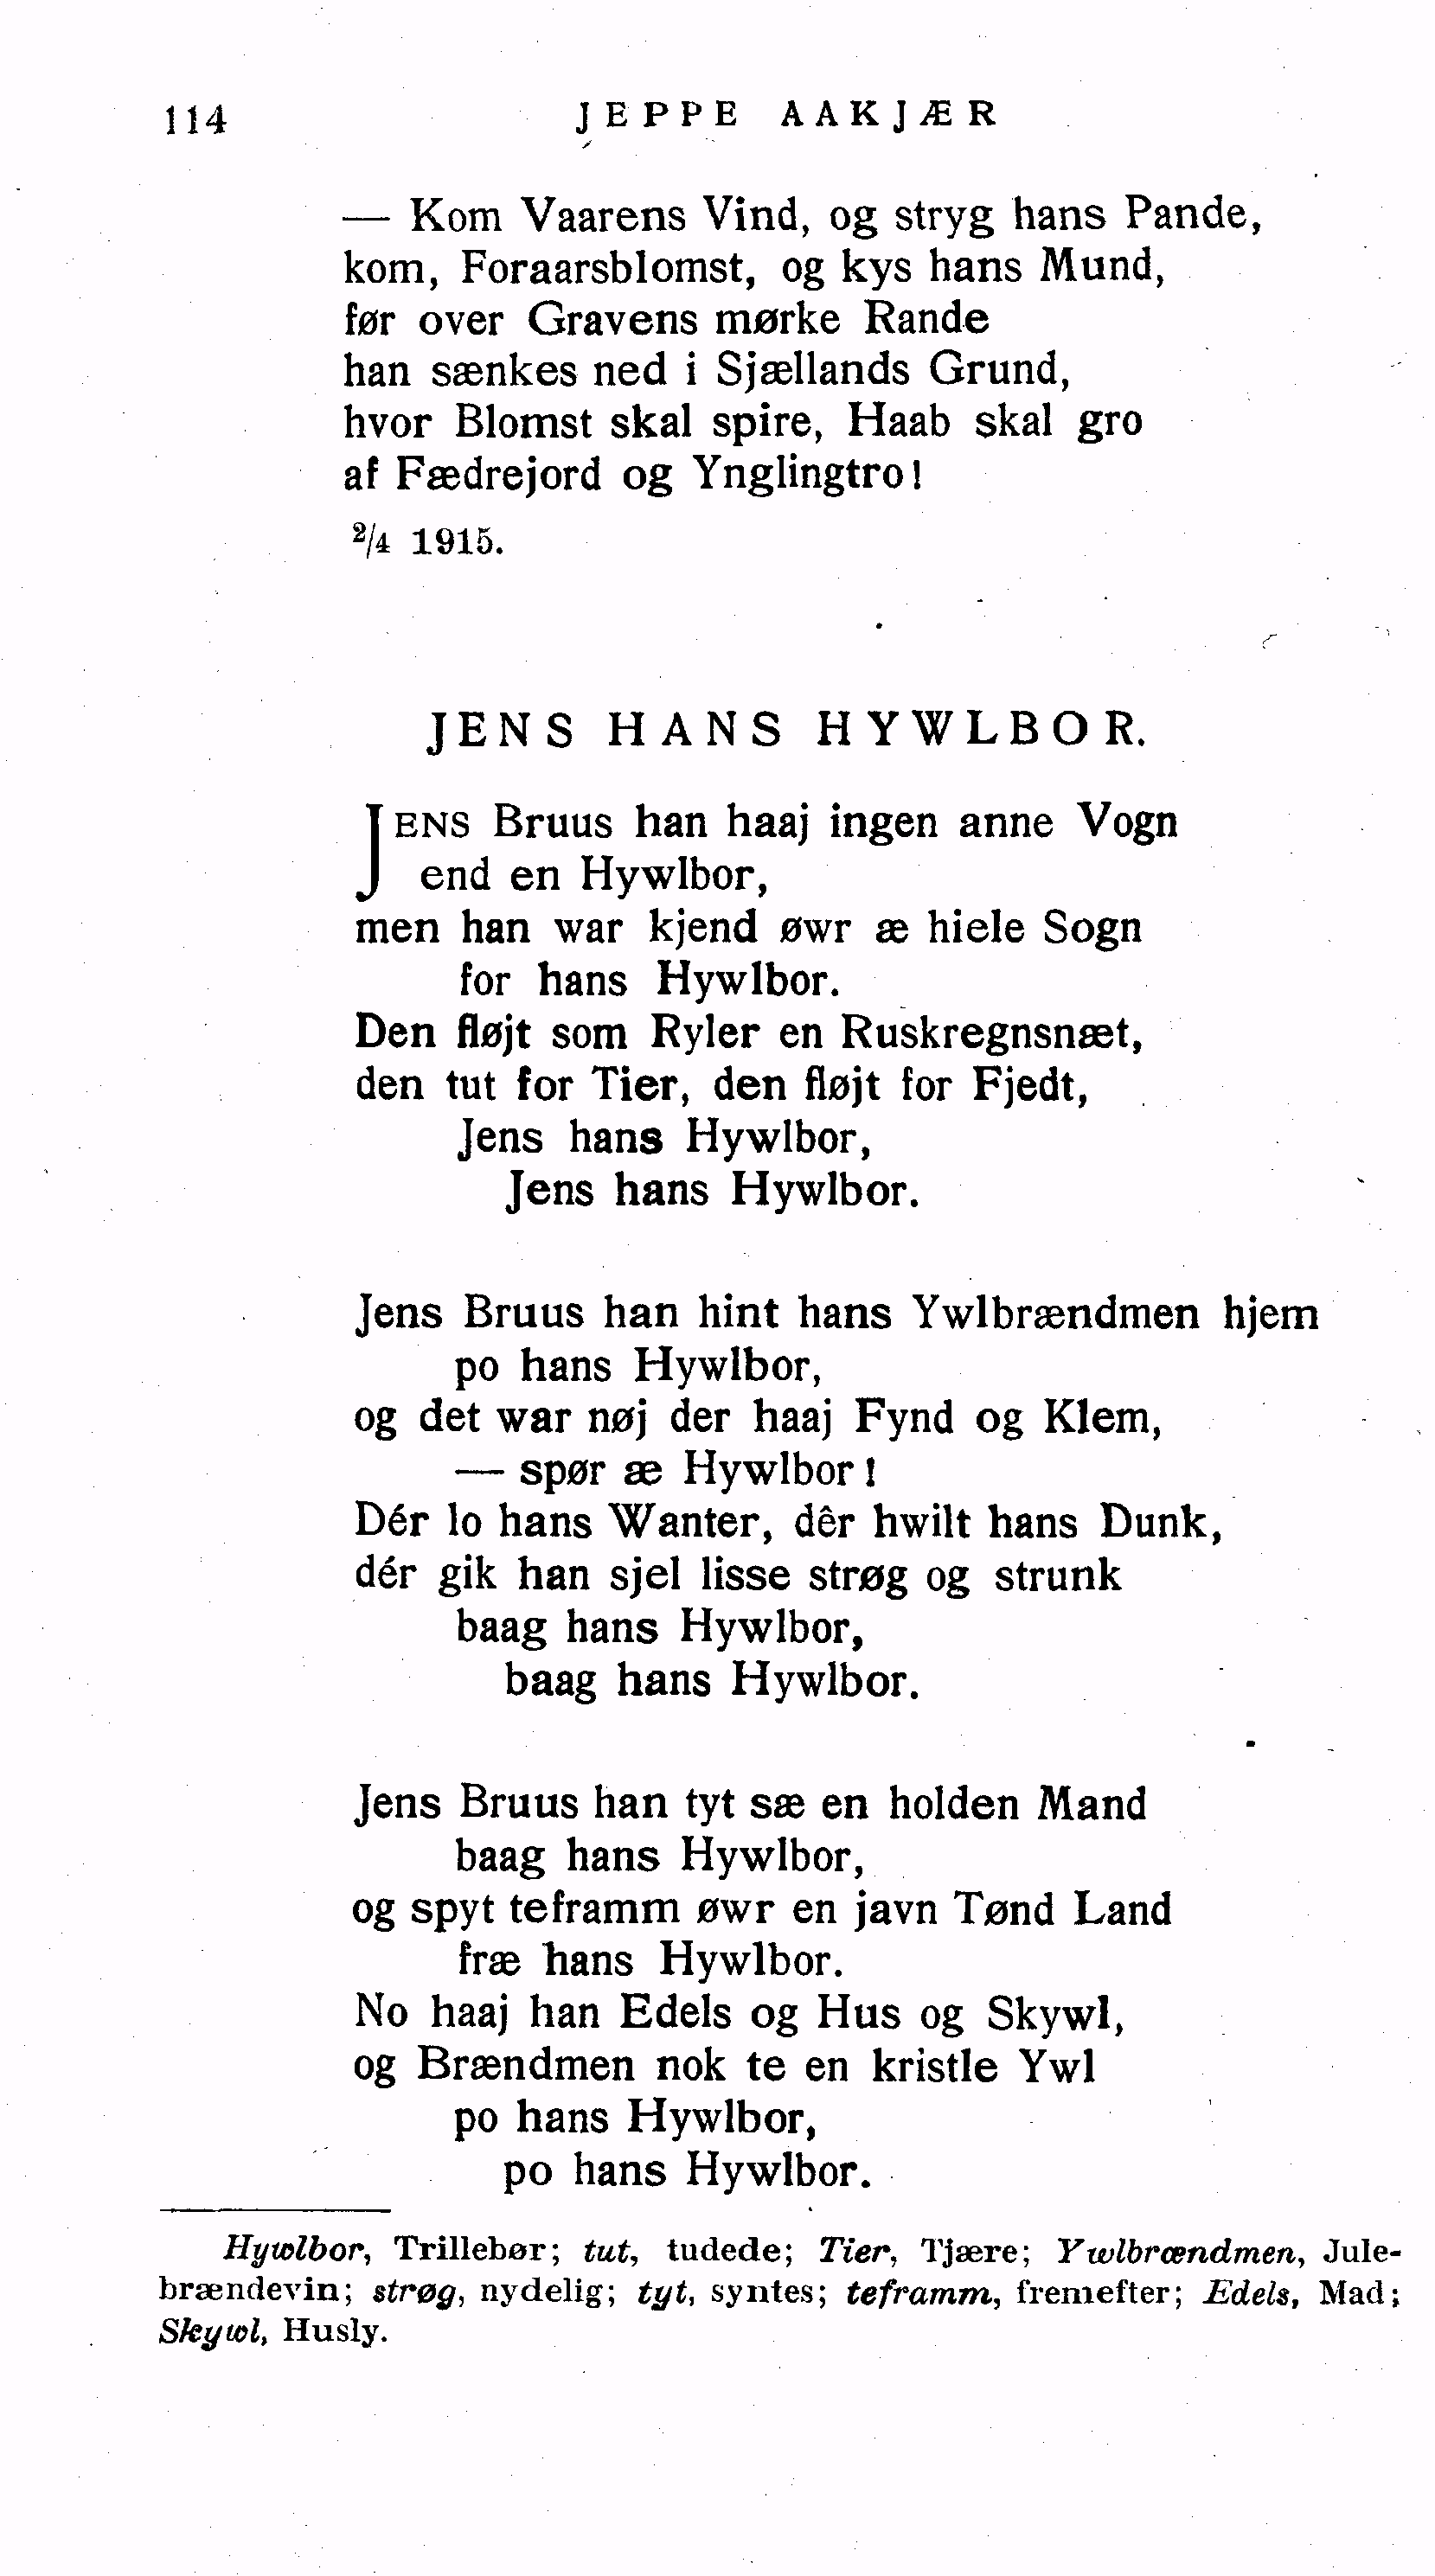 114 JEPPE AAKJÆR
— Kom Vaarens Vind, og stryg hans Pande,
kom, Foraarsblomst, og kys hans Mund,
før over Gravens mørke Rande
han sænkes ned i Sjællands Grund,
hvor Blomst skal spire, Haab skal gro
af Fædrejord og Ynglingtro!
2/4 1915.
JENS HANS HYWLBOR.
JENS Bruus han haaj ingen anne Vogn
end en Hywlbor,
men han war kjend øwr æ hiele Sogn
for hans Hywlbor.
Den fløjt som Ryler en Ruskregnsnæt,
den tut for Tier, den fløjt for Fjedt,
Jens hans Hywlbor,
Jens hans Hywlbor.
Jens Bruus han hint hans Ywlbrændmen hjem
po hans Hywlbor,
og det war nøj der haaj Fynd og Klem,
— spør æ Hywlbor!
Dér lo hans Wanter, dêr hwilt hans Dunk,
dér gik han sjel lisse strøg og strunk
baag hans Hywlbor,
baag hans Hywlbor.
Jens Bruus han tyt sæ en holden Mand
baag hans Hywlbor,
og spyt teframm øwr en javn Tønd Land
fræ hans Hywlbor.
No haaj han Edels og Hus og Skywl,
og Brændmen nok te en kristle Ywl
po hans Hywlbor,
po hans Hywlbor.
Hywlbor, Trillebør; tut, tudede; Tier, Tjære; Ywlbrændmen, Jule-
brændevin; strøg, nydelig; tyt, syntes; teframm, fremefter; Edels, Mad;
Skywl, Husly.